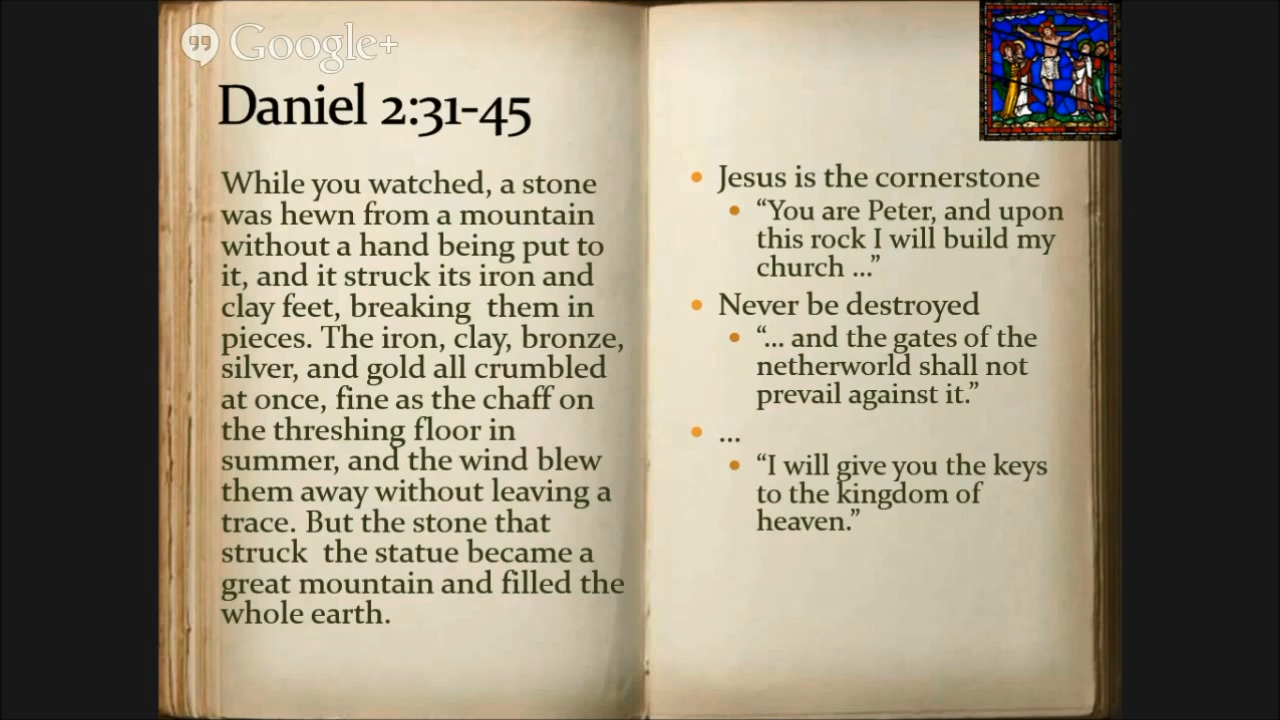 Google+
Daniel 2:31-45
While you watched, a stone
was hewn from a mountain
without a hand being put to
it, and it struck its iron and
clay feet, breaking  them in
pieces. The iron, clay, bronze,
silver, and gold all crumbled
at once, fine as the chaff on
the threshing floor in
summer, and the wind blew
them away without leaving a
trace. But the stone that
struck  the statue became a
great mountain and filled the
whole earth.
• Jesus is the cornerstone
• “You are Peter, and upon
this rock I will build my
church ...”
• Never be destroyed
• “... and the gates of the
netherworld shall not
prevail against it.”
• ...
• “I will give you the keys
to the kingdom of
heaven.”